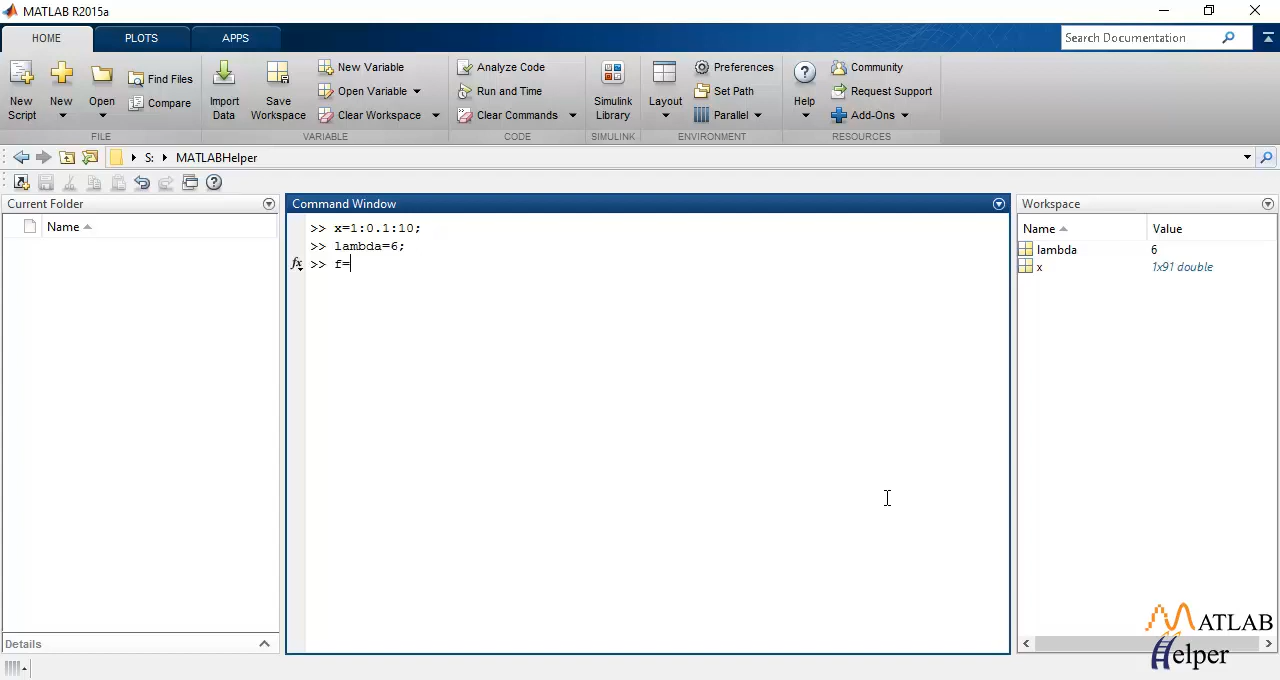 MATLAB R2015a
HOME PLOTS APPS
Search Documentation
New Script
New
Open
Find Files
Compare
FILE
Import Data
Save Workspace
New Variable
Open Variable
Clear Workspace
VARIABLE
Analyze Code
Run and Time
Clear Commands
CODE
Simulink Library
SIMULINK
Layout
Preferences
Set Path
Parallel
ENVIRONMENT
Help
Community
Request Support
Add-Ons
RESOURCES
S: MATLABHelper
Current Folder
Name
Details
Command Window
>> x=1:0.1:10;
>> lambda=6;
fx >> f=
Workspace
Name Value
lambda 6
x 1x91 double
MATLAB
Helper